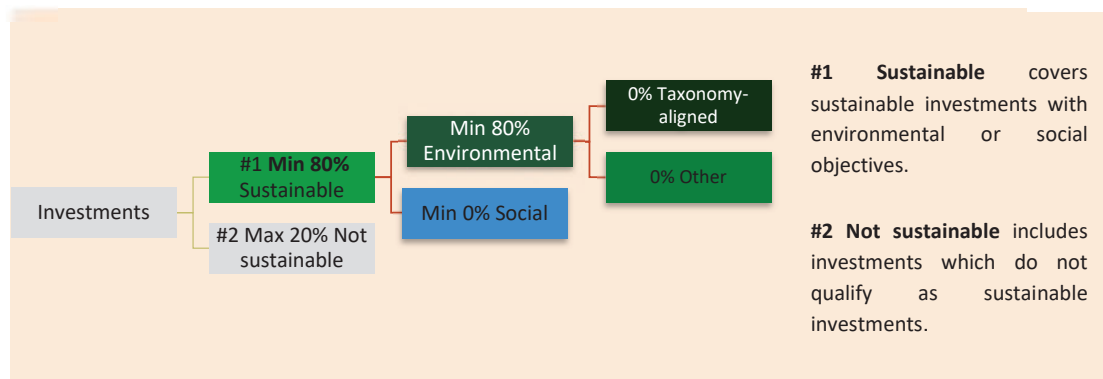 Investments
#1 Min 80%
Sustainable
#2 Max 20% Not
sustainable
Min 80%
Environmental
Min 0% Social
0% Taxonomy-
aligned
0% Other
#1 Sustainable covers
sustainable investments with
environmental or social
objectives.
#2 Not sustainable includes
investments which do not
qualify as sustainable
investments.